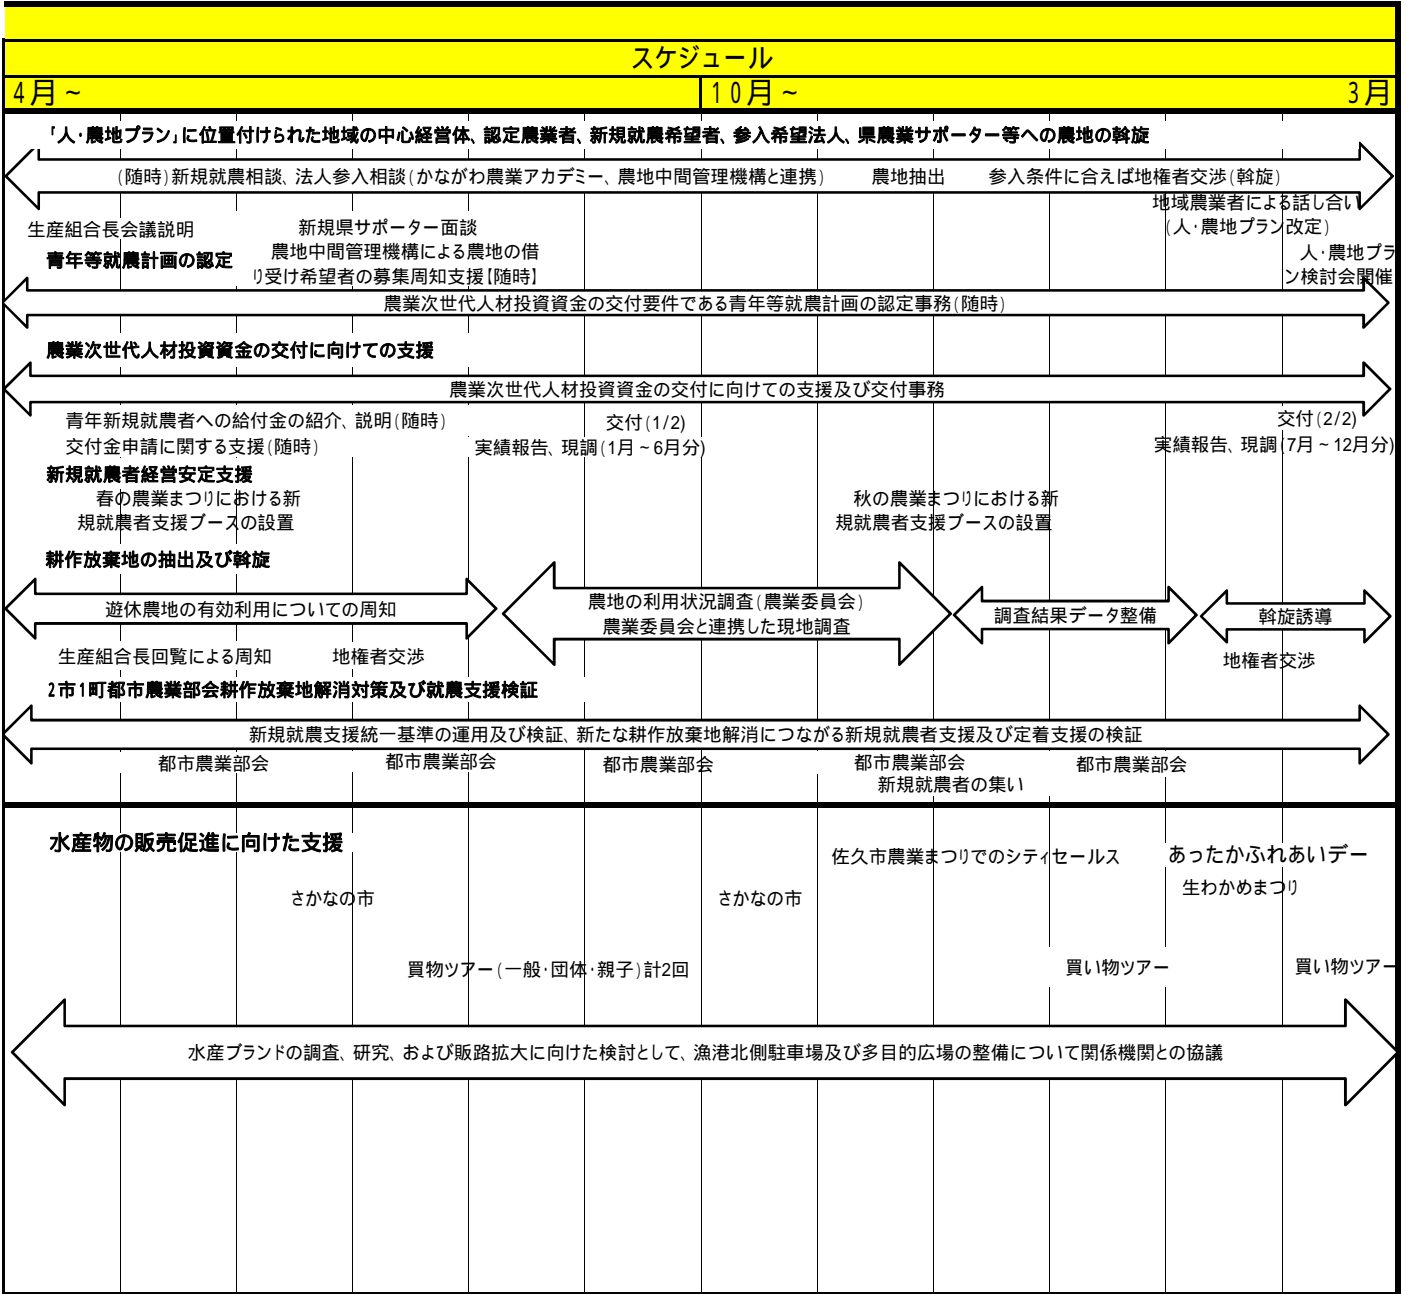 スケジュール
4月~
10月~
3月
「人・農地プラン」に位置付けられた地域の中心経営体、認定農業者、新規就農希望者、参入希望法人、県農業サポーター等への農地の斡旋
(随時)新規就農相談、法人参入相談(かながわ農業アカデミー、農地中間管理機構と連携)
農地抽出
参入条件に合えば地権者交渉(斡旋)
生産組合長会議説明
新規県サポーター面談
農地中間管理機構による農地の借
り受け希望者の募集周知支援【随時】
地域農業者による話し合い
(人・農地プラン改定)
人・農地プラ
ン検討会開催
青年等就農計画の認定
農業次世代人材投資資金の交付要件である青年等就農計画の認定事務(随時)
農業次世代人材投資資金の交付に向けての支援
農業次世代人材投資資金の交付に向けての支援及び交付事務
青年新規就農者への給付金の紹介、説明(随時)
交付金申請に関する支援(随時)
交付(1/2)
実績報告、現調(1月~6月分)
交付(2/2)
実績報告、現調(7月~12月分)
新規就農者経営安定支援
春の農業まつりにおける新
規就農者支援ブースの設置
秋の農業まつりにおける新
規就農者支援ブースの設置
耕作放棄地の抽出及び斡旋
遊休農地の有効利用についての周知
農地の利用状況調査(農業委員会)
農業委員会と連携した現地調査
調査結果データ整備
斡旋誘導
生産組合長回覧による周知
地権者交渉
地権者交渉
2市1町都市農業部会耕作放棄地解消対策及び就農支援検証
新規就農支援統一基準の運用及び検証、新たな耕作放棄地解消につながる新規就農者支援及び定着支援の検証
都市農業部会
都市農業部会
都市農業部会
都市農業部会
新規就農者の集い
都市農業部会
水産物の販売促進に向けた支援
佐久市農業まつりでのシティセールス
あったかふれあいデー
生わかめまつり
さかなの市
さかなの市
買物ツアー(一般・団体・親子)計2回
買い物ツアー
買い物ツアー
水産ブランドの調査、研究、および販路拡大に向けた検討として、漁港北側駐車場及び多目的広場の整備について関係機関との協議